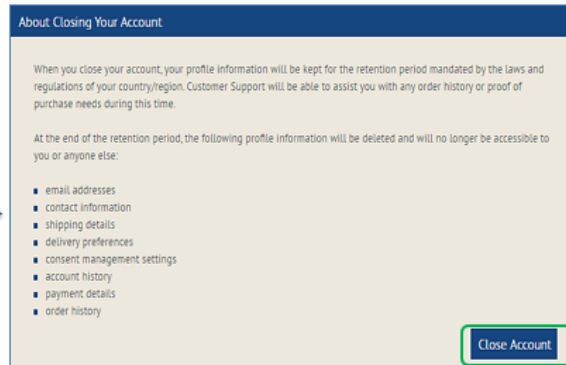 About Closing Your Account
When you close your account, your profile information will be kept for the retention period mandated by the laws and
regulations of your country/region. Customer Support will be able to assist you with any order history or proof of
purchase needs during this time.
At the end of the retention period, the following profile information will be deleted and will no longer be accessible to
you or anyone else:
email addresses
contact information
shipping details
delivery preferences
consent management settings
account history
payment details
order history
Close Account